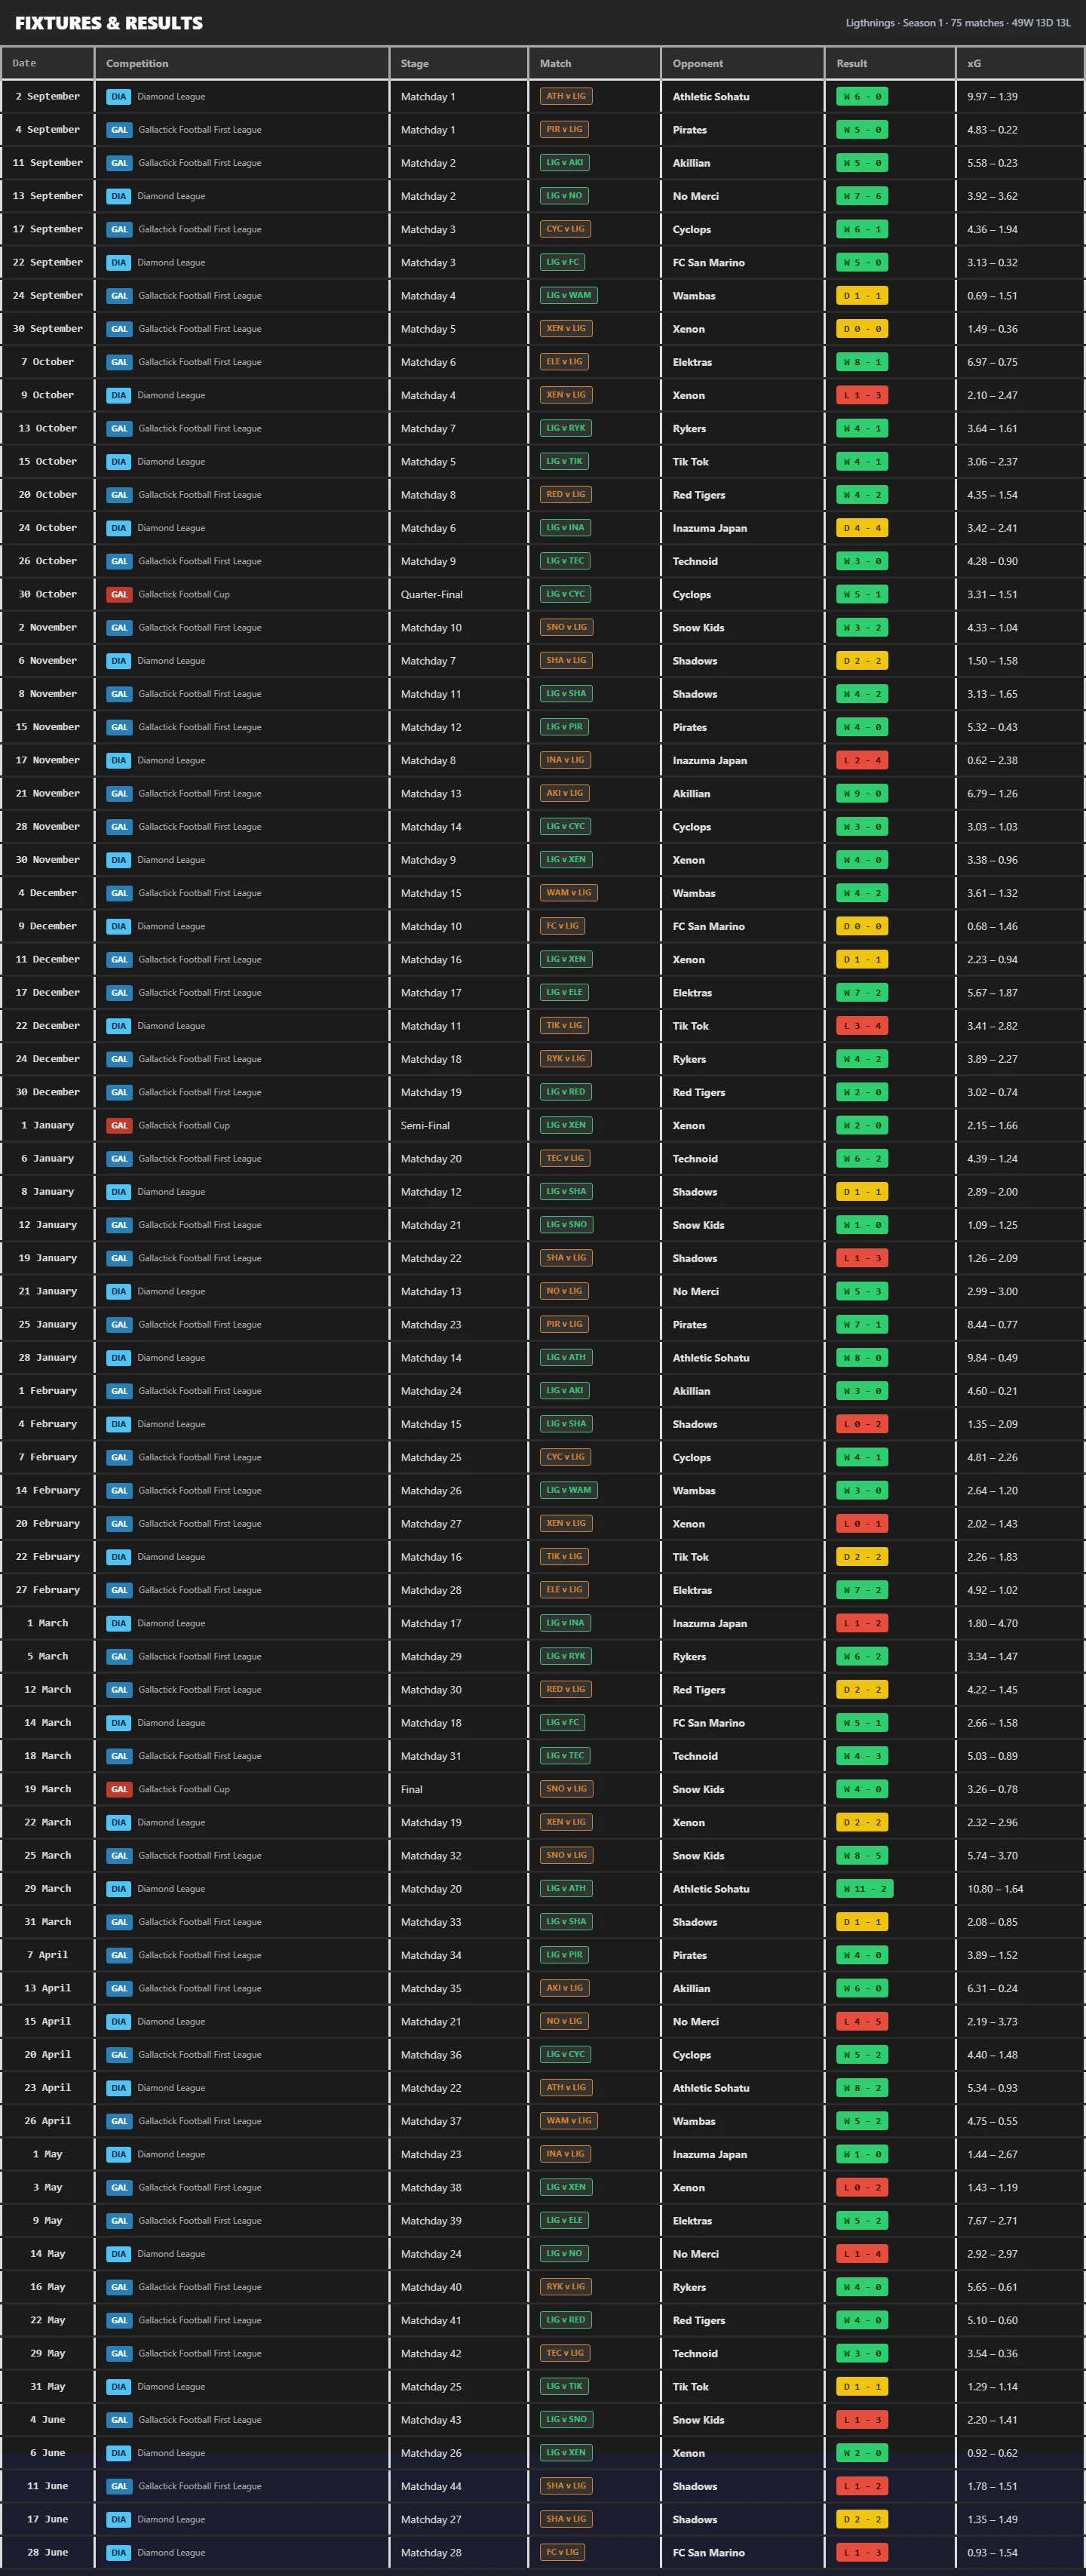 FIXTURES & RESULTS
Ligthnings · Season 1 · 75 matches · 49W 13D 13L
Date Competition Stage Match Opponent Result xG
2 September DIA Diamond League Matchday 1 ATH v LIG Athletic Sohatu W 6 - 0 9.97 – 1.39
4 September GAL Gallactick Football First League Matchday 1 PIR v LIG Pirates W 5 - 0 4.83 – 0.22
11 September GAL Gallactick Football First League Matchday 2 LIG v AKI Akillian W 5 - 0 5.58 – 0.23
13 September DIA Diamond League Matchday 2 LIG v NO No Merci W 7 - 6 3.92 – 3.62
17 September GAL Gallactick Football First League Matchday 3 CYC v LIG Cyclops W 6 - 1 4.36 – 1.94
22 September DIA Diamond League Matchday 3 LIG v FC FC San Marino W 5 - 0 3.13 – 0.32
24 September GAL Gallactick Football First League Matchday 4 LIG v WAM Wambas D 1 - 1 0.69 – 1.51
30 September GAL Gallactick Football First League Matchday 5 XEN v LIG Xenon D 0 - 0 1.49 – 0.36
7 October GAL Gallactick Football First League Matchday 6 ELE v LIG Elektras W 8 - 1 6.97 – 0.75
9 October DIA Diamond League Matchday 4 XEN v LIG Xenon L 1 - 3 2.10 – 2.47
13 October GAL Gallactick Football First League Matchday 7 LIG v RYK Rykers W 4 - 1 3.64 – 1.61
15 October DIA Diamond League Matchday 5 LIG v TIK Tik Tok W 4 - 1 3.06 – 2.37
20 October GAL Gallactick Football First League Matchday 8 RED v LIG Red Tigers W 4 - 2 4.35 – 1.54
24 October DIA Diamond League Matchday 6 LIG v INA Inazuma Japan D 4 - 4 3.42 – 2.41
26 October GAL Gallactick Football First League Matchday 9 LIG v TEC Technoid W 3 - 0 4.28 – 0.90
30 October GAL Gallactick Football Cup Quarter-Final LIG v CYC Cyclops W 5 - 1 3.31 – 1.51
2 November GAL Gallactick Football First League Matchday 10 SNO v LIG Snow Kids W 3 - 2 4.33 – 1.04
6 November DIA Diamond League Matchday 7 SHA v LIG Shadows D 2 - 2 1.50 – 1.58
8 November GAL Gallactick Football First League Matchday 11 LIG v SHA Shadows W 4 - 2 3.13 – 1.65
15 November GAL Gallactick Football First League Matchday 12 LIG v PIR Pirates W 4 - 0 5.32 – 0.43
17 November DIA Diamond League Matchday 8 INA v LIG Inazuma Japan L 2 - 4 0.62 – 2.38
21 November GAL Gallactick Football First League Matchday 13 AKI v LIG Akillian W 9 - 0 6.79 – 1.26
28 November GAL Gallactick Football First League Matchday 14 LIG v CYC Cyclops W 3 - 0 3.03 – 1.03
30 November DIA Diamond League Matchday 9 LIG v XEN Xenon W 4 - 0 3.38 – 0.96
4 December GAL Gallactick Football First League Matchday 15 WAM v LIG Wambas W 4 - 2 3.61 – 1.32
9 December DIA Diamond League Matchday 10 FC v LIG FC San Marino D 0 - 0 0.68 – 1.46
11 December GAL Gallactick Football First League Matchday 16 LIG v XEN Xenon D 1 - 1 2.23 – 0.94
17 December GAL Gallactick Football First League Matchday 17 LIG v ELE Elektras W 7 - 2 5.67 – 1.87
22 December DIA Diamond League Matchday 11 TIK v LIG Tik Tok L 3 - 4 3.41 – 2.82
24 December GAL Gallactick Football First League Matchday 18 RYK v LIG Rykers W 4 - 2 3.89 – 2.27
30 December GAL Gallactick Football First League Matchday 19 LIG v RED Red Tigers W 2 - 0 3.02 – 0.74
1 January GAL Gallactick Football Cup Semi-Final LIG v XEN Xenon W 2 - 0 2.15 – 1.66
6 January GAL Gallactick Football First League Matchday 20 TEC v LIG Technoid W 6 - 2 4.39 – 1.24
8 January DIA Diamond League Matchday 12 LIG v SHA Shadows D 1 - 1 2.89 – 2.00
12 January GAL Gallactick Football First League Matchday 21 LIG v SNO Snow Kids W 1 - 0 1.09 – 1.25
19 January GAL Gallactick Football First League Matchday 22 SHA v LIG Shadows L 1 - 3 1.26 – 2.09
21 January DIA Diamond League Matchday 13 NO v LIG No Merci W 5 - 3 2.99 – 3.00
25 January GAL Gallactick Football First League Matchday 23 PIR v LIG Pirates W 7 - 1 8.44 – 0.77
28 January DIA Diamond League Matchday 14 LIG v ATH Athletic Sohatu W 8 - 0 9.84 – 0.49
1 February GAL Gallactick Football First League Matchday 24 LIG v AKI Akillian W 3 - 0 4.60 – 0.21
4 February DIA Diamond League Matchday 15 LIG v SHA Shadows L 0 - 2 1.35 – 2.09
7 February GAL Gallactick Football First League Matchday 25 CYC v LIG Cyclops W 4 - 1 4.81 – 2.26
14 February GAL Gallactick Football First League Matchday 26 LIG v WAM Wambas W 3 - 0 2.64 – 1.20
20 February GAL Gallactick Football First League Matchday 27 XEN v LIG Xenon L 0 - 1 2.02 – 1.43
22 February DIA Diamond League Matchday 16 TIK v LIG Tik Tok D 2 - 2 2.26 – 1.83
27 February GAL Gallactick Football First League Matchday 28 ELE v LIG Elektras W 7 - 2 4.92 – 1.02
1 March DIA Diamond League Matchday 17 LIG v INA Inazuma Japan L 1 - 2 1.80 – 4.70
5 March GAL Gallactick Football First League Matchday 29 LIG v RYK Rykers W 6 - 2 3.34 – 1.47
12 March GAL Gallactick Football First League Matchday 30 RED v LIG Red Tigers D 2 - 2 4.22 – 1.45
14 March DIA Diamond League Matchday 18 LIG v FC FC San Marino W 5 - 1 2.66 – 1.58
18 March GAL Gallactick Football First League Matchday 31 LIG v TEC Technoid W 4 - 3 5.03 – 0.89
19 March GAL Gallactick Football Cup Final SNO v LIG Snow Kids W 4 - 0 3.26 – 0.78
22 March DIA Diamond League Matchday 19 XEN v LIG Xenon D 2 - 2 2.32 – 2.96
25 March GAL Gallactick Football First League Matchday 32 SNO v LIG Snow Kids W 8 - 5 5.74 – 3.70
29 March DIA Diamond League Matchday 20 LIG v ATH Athletic Sohatu W 11 - 2 10.80 – 1.64
31 March GAL Gallactick Football First League Matchday 33 LIG v SHA Shadows D 1 - 1 2.08 – 0.85
7 April GAL Gallactick Football First League Matchday 34 LIG v PIR Pirates W 4 - 0 3.89 – 1.52
13 April GAL Gallactick Football First League Matchday 35 AKI v LIG Akillian W 6 - 0 6.31 – 0.24
15 April DIA Diamond League Matchday 21 NO v LIG No Merci L 4 - 5 2.19 – 3.73
20 April GAL Gallactick Football First League Matchday 36 LIG v CYC Cyclops W 5 - 2 4.40 – 1.48
23 April DIA Diamond League Matchday 22 ATH v LIG Athletic Sohatu W 8 - 2 5.34 – 0.93
26 April GAL Gallactick Football First League Matchday 37 WAM v LIG Wambas W 5 - 2 4.75 – 0.55
1 May DIA Diamond League Matchday 23 INA v LIG Inazuma Japan W 1 - 0 1.44 – 2.67
3 May GAL Gallactick Football First League Matchday 38 LIG v XEN Xenon L 0 - 2 1.43 – 1.19
9 May GAL Gallactick Football First League Matchday 39 LIG v ELE Elektras W 5 - 2 7.67 – 2.71
14 May DIA Diamond League Matchday 24 LIG v NO No Merci L 1 - 4 2.92 – 2.97
16 May GAL Gallactick Football First League Matchday 40 RYK v LIG Rykers W 4 - 0 5.65 – 0.61
22 May GAL Gallactick Football First League Matchday 41 LIG v RED Red Tigers W 4 - 0 5.10 – 0.60
29 May GAL Gallactick Football First League Matchday 42 TEC v LIG Technoid W 3 - 0 3.54 – 0.36
31 May DIA Diamond League Matchday 25 LIG v TIK Tik Tok D 1 - 1 1.29 – 1.14
4 June GAL Gallactick Football First League Matchday 43 LIG v SNO Snow Kids L 1 - 3 2.20 – 1.41
6 June DIA Diamond League Matchday 26 LIG v XEN Xenon W 2 - 0 0.92 – 0.62
11 June GAL Gallactick Football First League Matchday 44 SHA v LIG Shadows L 1 - 2 1.78 – 1.51
17 June DIA Diamond League Matchday 27 SHA v LIG Shadows D 2 - 2 1.35 – 1.49
28 June DIA Diamond League Matchday 28 FC v LIG FC San Marino L 1 - 3 0.93 – 1.54